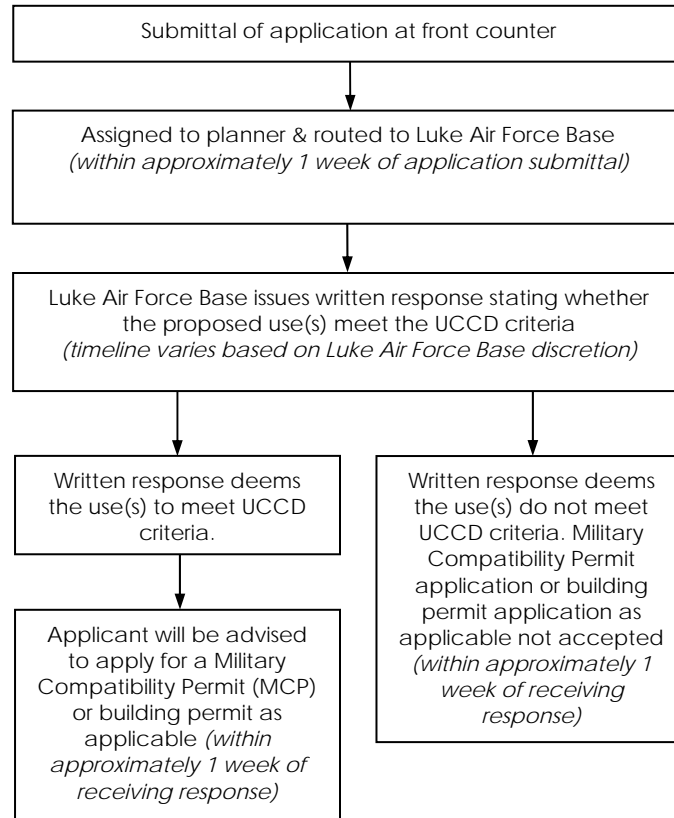 Submittal of application at front counter
Assigned to planner & routed to Luke Air Force Base
(within approximately 1 week of application submittal)
Luke Air Force Base issues written response stating whether
the proposed use(s) meet the UCCD criteria
(timeline varies based on Luke Air Force Base discretion)
Written response deems
the use(s) to meet UCCD
criteria.
Applicant will be advised
to apply for a Military
Compatibility Permit (MCP)
or building permit as
applicable (within
approximately 1 week of
receiving response)
Written response deems
the use(s) do not meet
UCCD criteria. Military
Compatibility Permit
application or building
permit application as
applicable not accepted
(within approximately 1
week of receiving
response)